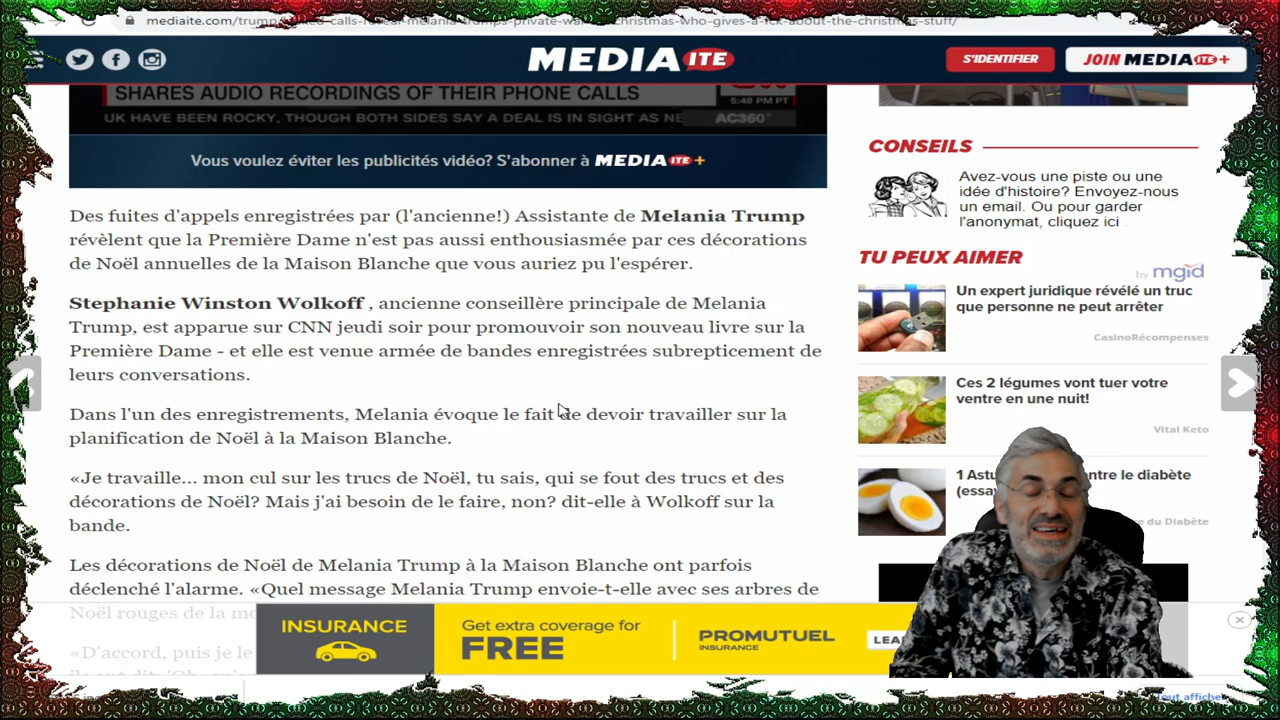 mediaite.com/trump
calls-reveal-melania-trumps-private-wa
christmas-who-gives-a-fck-about-the-christmas-stuff/
MEDIAITE
S'IDENTIFIER
JOIN MEDIAITE+
SHARES AUDIO RECORDINGS OF THEIR PHONE CALLS
5:48 PM PT
UK HAVE BEEN ROCKY, THOUGH BOTH SIDES SAY A DEAL IS IN SIGHT AS NE
AC360°
Vous voulez éviter les publicités vidéo? S'abonner à MEDIAITE+
Des fuites d'appels enregistrées par (l'ancienne!) Assistante de Melania Trump
révèlent que la Première Dame n'est pas aussi enthousiasmée par ces décorations
de Noël annuelles de la Maison Blanche que vous auriez pu l'espérer.
Stephanie Winston Wolkoff , ancienne conseillère principale de Melania
Trump, est apparue sur CNN jeudi soir pour promouvoir son nouveau livre sur la
Première Dame - et elle est venue armée de bandes enregistrées subrepticement de
leurs conversations.
Dans l'un des enregistrements, Melania évoque le fait de devoir travailler sur la
planification de Noël à la Maison Blanche.
«Je travaille... mon cul sur les trucs de Noël, tu sais, qui se fout des trucs et des
décorations de Noël? Mais j'ai besoin de le faire, non? dit-elle à Wolkoff sur la
bande.
Les décorations de Noël de Melania Trump à la Maison Blanche ont parfois
déclenché l'alarme. «Quel message Melania Trump envoie-t-elle avec ses arbres de
Noël rouges de la mo
«D'accord, puis je le
CONSEILS
Avez-vous une piste ou une
idée d'histoire? Envoyez-nous
un email. Ou pour garder
l'anonymat, cliquez ici
TU PEUX AIMER
by mgid
Un expert juridique révélé un truc
que personne ne peut arrêter
CasinoRécompenses
Ces 2 légumes vont tuer votre
ventre en une nuit!
Vital Keto
1 Astu
ntre le diabète
(essa
e du Diabète
INSURANCE
Get extra coverage for
FREE
PROMUTUEL
INSURANCE
LEA
Tout affiche